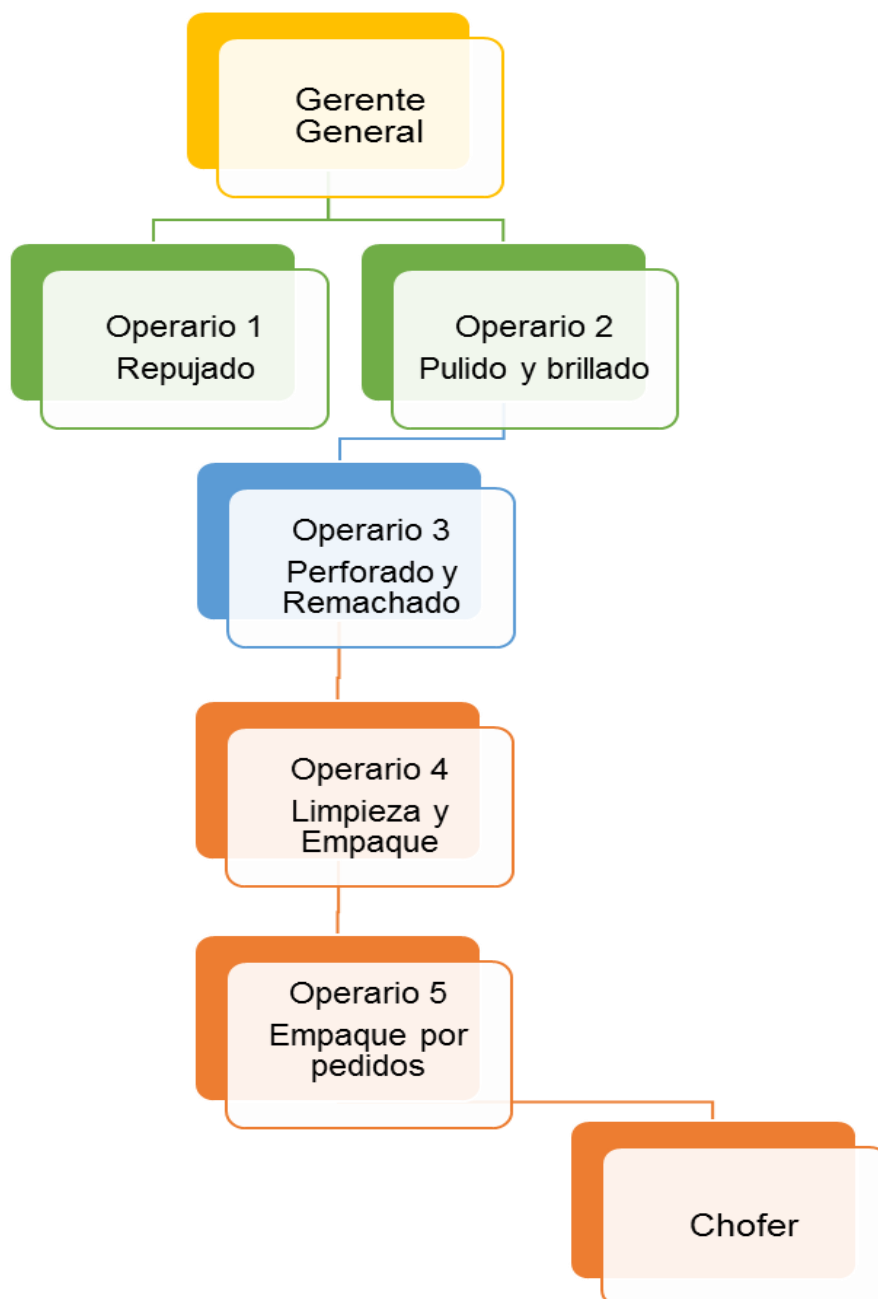 Gerente
General
Operario 1
Repujado
Operario 2
Pulido y brillado
Operario 3
Perforado y
Remachado
Operario 4
Limpieza y
Empaque
Operario 5
Empaque por
pedidos
Chofer